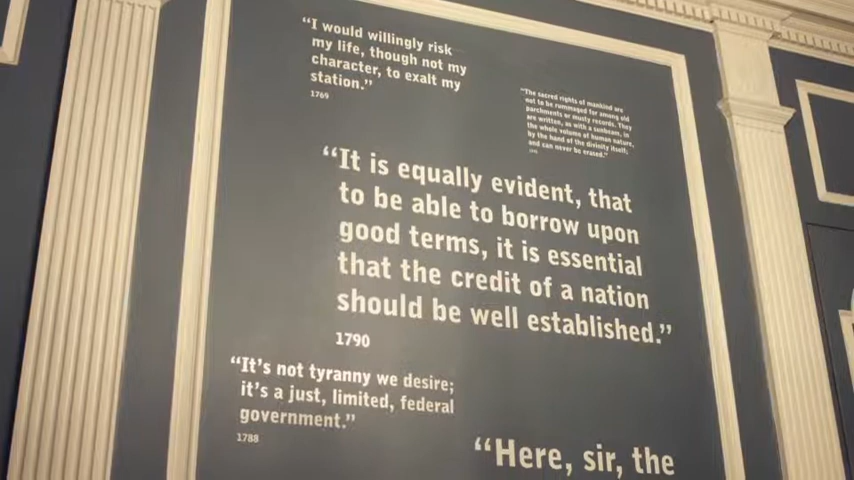 “I would willingly risk
my life, though not my
character, to exalt my
station.”
1769
“The sacred rights of mankind are
not to be rummaged for among old
parchments or musty records. They
are written, as with a sunbeam, in
the whole volume of human nature,
by the hand of the divinity itself;
and can never be erased.”
“It is equally evident, that
to be able to borrow upon
good terms, it is essential
that the credit of a nation
should be well established.”
1790
“It’s not tyranny we desire;
it’s a just, limited, federal
government.”
1788
“Here, sir, the